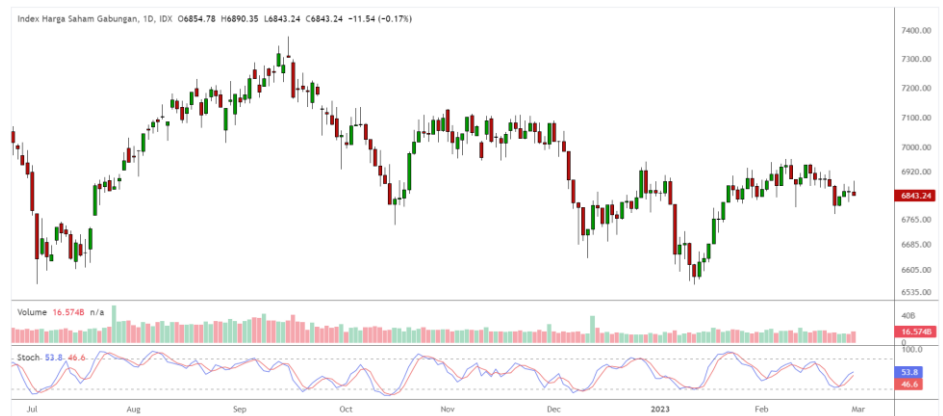 Index Harga Saham Gabungan, 1D, IDX O6854.78 H6890.35 L6843.24 C6843.24 −11.54 (−0.17%)
7400.00
7300.00
7200.00
7100.00
7000.00
6920.00
6843.24
6765.00
6685.00
6605.00
6535.00
Volume 16.574B n/a
40B
16.574B
0
Stoch 53.8 46.6
100.0
53.8
46.6
Jul Aug Sep Oct Nov Dec 2023 Feb Mar